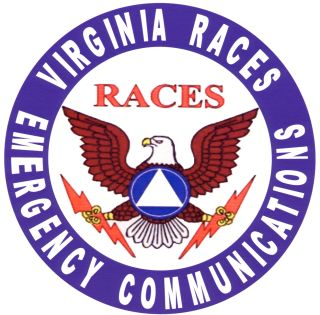 VIRGINIA RACES
RACES
EMERGENCY COMMUNICATIONS